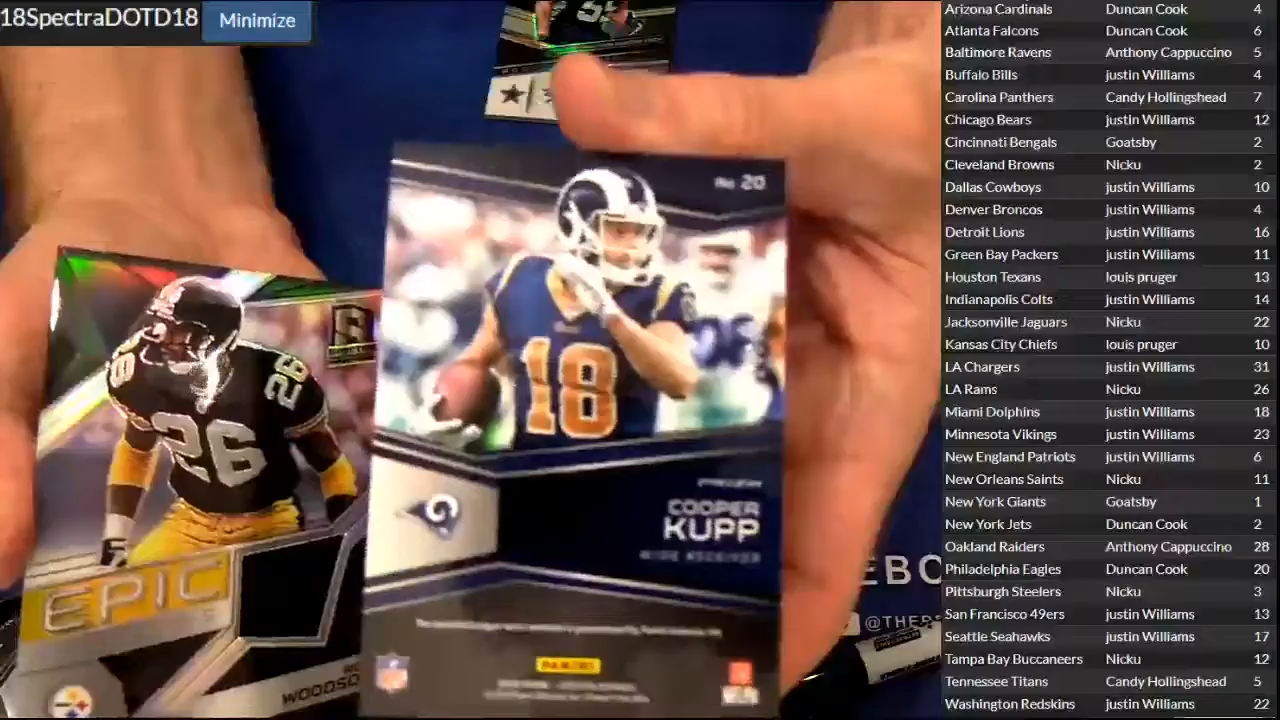 18SpectraDOTD18
Minimize
No. 20
18
COOPER
KUPP
WIDE RECEIVER
PANINI
26
26
26
EPIC
WOODSO
EBO
@THEB
Arizona Cardinals Duncan Cook 4
Atlanta Falcons Duncan Cook 6
Baltimore Ravens Anthony Cappuccino 5
Buffalo Bills justin Williams 4
Carolina Panthers Candy Hollingshead 7
Chicago Bears justin Williams 12
Cincinnati Bengals Goatsby 2
Cleveland Browns Nicku 2
Dallas Cowboys justin Williams 10
Denver Broncos justin Williams 4
Detroit Lions justin Williams 16
Green Bay Packers justin Williams 11
Houston Texans louis pruger 13
Indianapolis Colts justin Williams 14
Jacksonville Jaguars Nicku 22
Kansas City Chiefs louis pruger 10
LA Chargers justin Williams 31
LA Rams Nicku 26
Miami Dolphins justin Williams 18
Minnesota Vikings justin Williams 23
New England Patriots justin Williams 6
New Orleans Saints Nicku 11
New York Giants Goatsby 1
New York Jets Duncan Cook 2
Oakland Raiders Anthony Cappuccino 28
Philadelphia Eagles Duncan Cook 20
Pittsburgh Steelers Nicku 3
San Francisco 49ers justin Williams 13
Seattle Seahawks justin Williams 17
Tampa Bay Buccaneers Nicku 12
Tennessee Titans Candy Hollingshead 5
Washington Redskins justin Williams 22